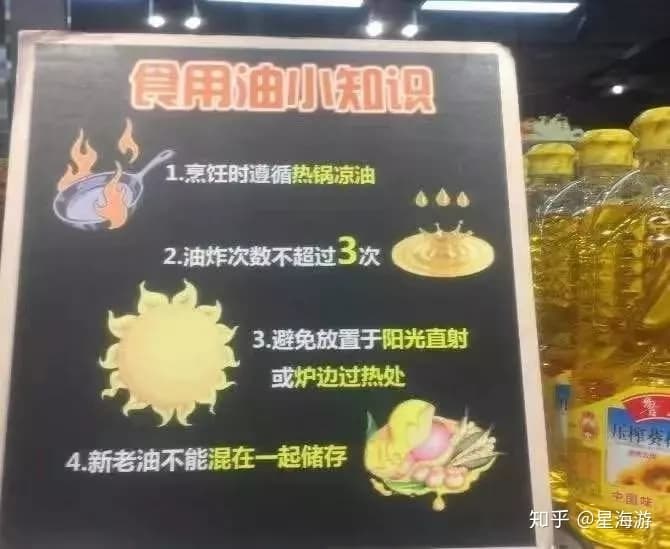 食用油小知识
1.烹饪时遵循热锅凉油
2.油炸次数不超过3次
3.避免放置于阳光直射
或炉边过热处
4.新老油不能混在一起储存
压榨葵
中国味
知乎 @星海游